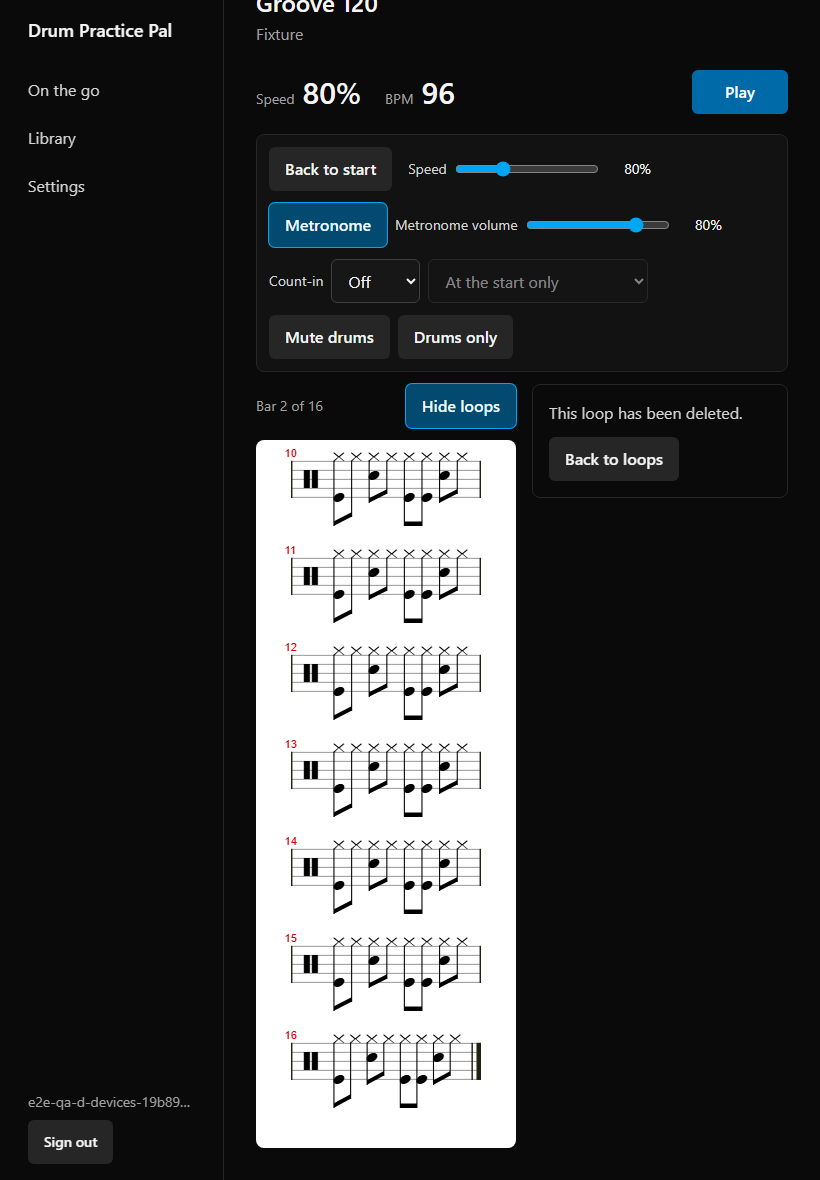 Drum Practice Pal
On the go
Library
Settings
Groove 120
Fixture
Speed 80% BPM 96
Play
Back to start Speed 80%
Metronome Metronome volume 80%
Count-in Off At the start only
Mute drums Drums only
Bar 2 of 16 Hide loops
This loop has been deleted.
Back to loops
10
11
12
13
14
15
16
e2e-qa-d-devices-19b89...
Sign out